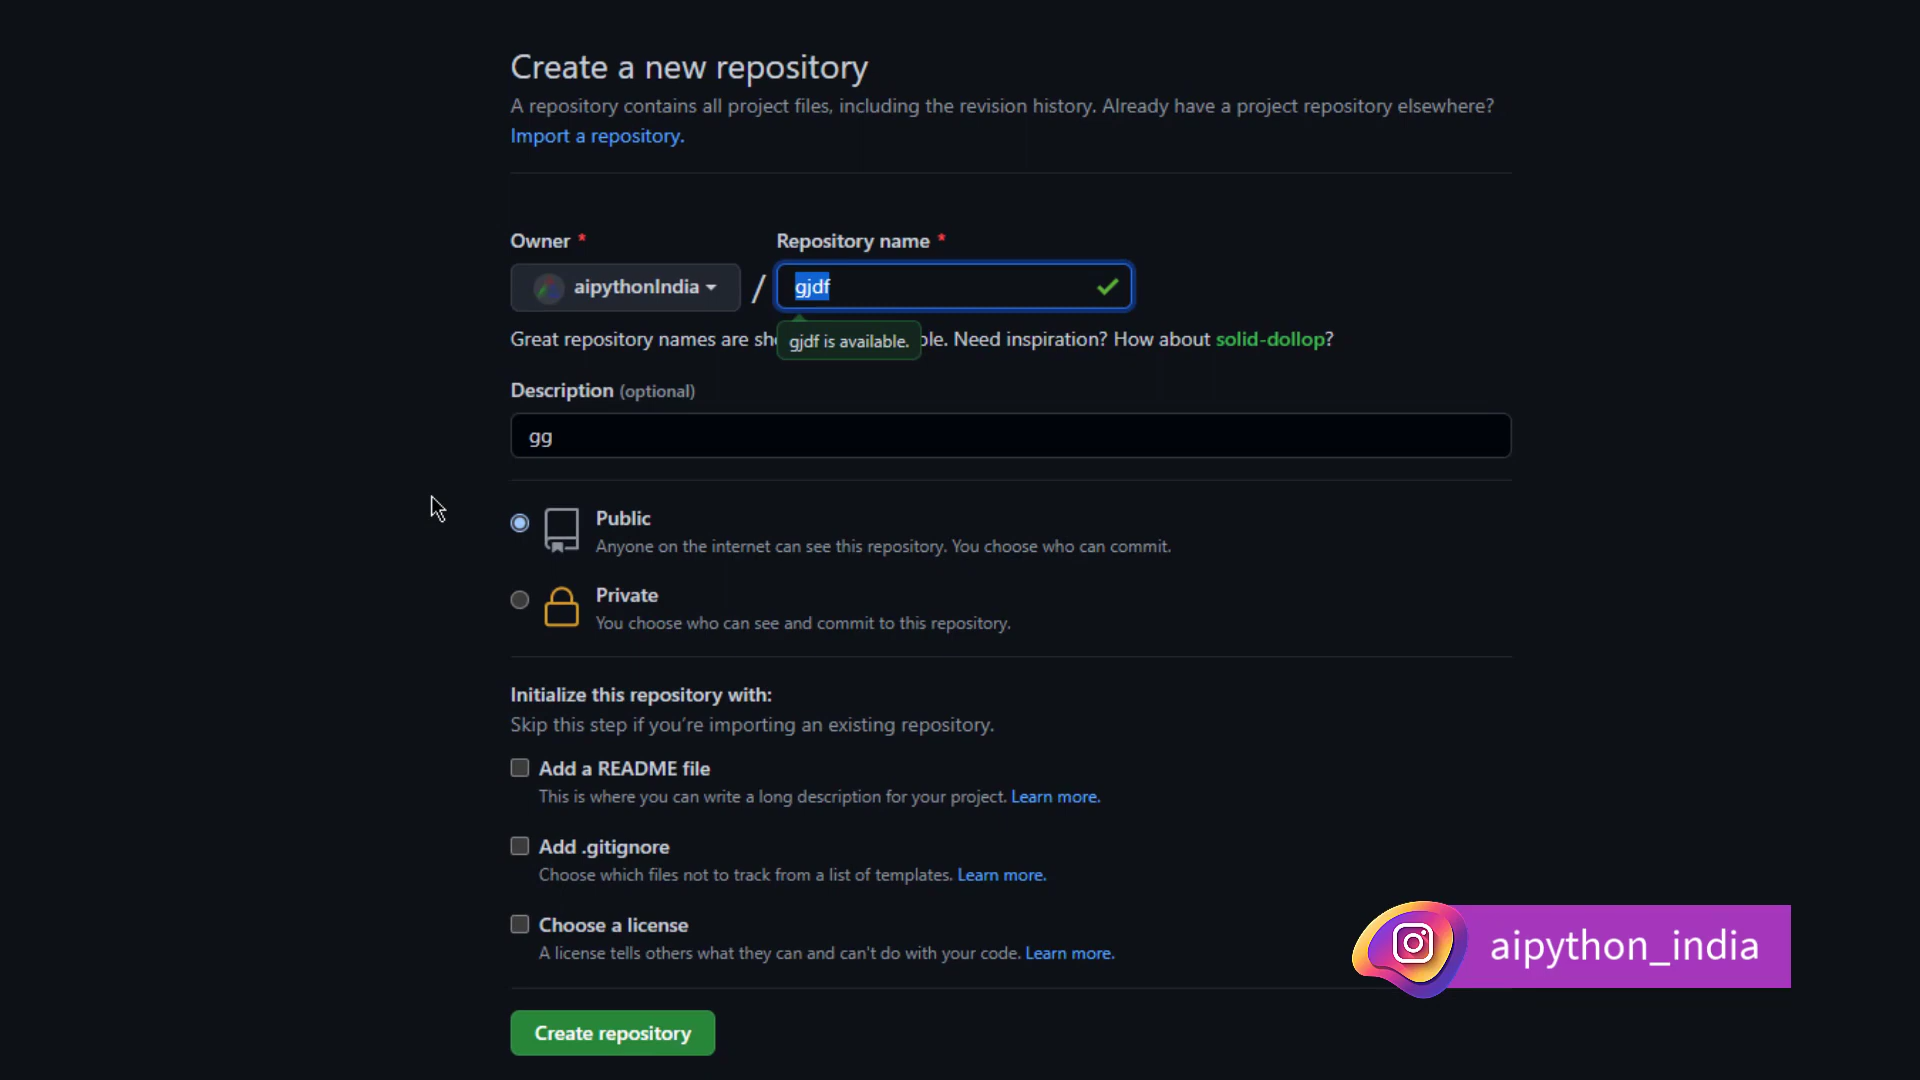 Create a new repository
A repository contains all project files, including the revision history. Already have a project repository elsewhere?
Import a repository.
Owner * Repository name *
aipythonIndia / gjdf
Great repository names are sh ble. Need inspiration? How about solid-dollop?
gjdf is available.
Description (optional)
gg
Public
Anyone on the internet can see this repository. You choose who can commit.
Private
You choose who can see and commit to this repository.
Initialize this repository with:
Skip this step if you’re importing an existing repository.
Add a README file
This is where you can write a long description for your project. Learn more.
Add .gitignore
Choose which files not to track from a list of templates. Learn more.
Choose a license
A license tells others what they can and can't do with your code. Learn more.
aipython_india
Create repository